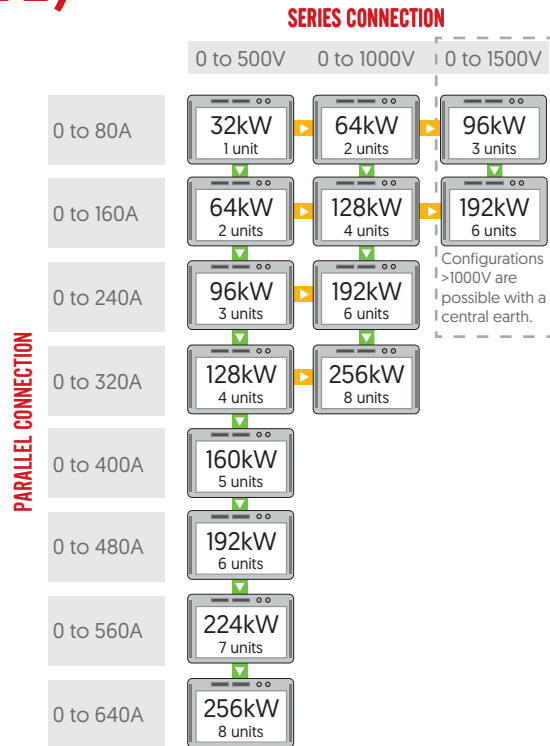 SERIES CONNECTION
0 to 500V 0 to 1000V 0 to 1500V
0 to 80A
32kW
1 unit
64kW
2 units
96kW
3 units
0 to 160A
64kW
2 units
128kW
4 units
192kW
6 units
Configurations
>1000V are
possible with a
central earth.
0 to 240A
96kW
3 units
192kW
6 units
PARALLEL CONNECTION
0 to 320A
128kW
4 units
256kW
8 units
0 to 400A
160kW
5 units
0 to 480A
192kW
6 units
0 to 560A
224kW
7 units
0 to 640A
256kW
8 units